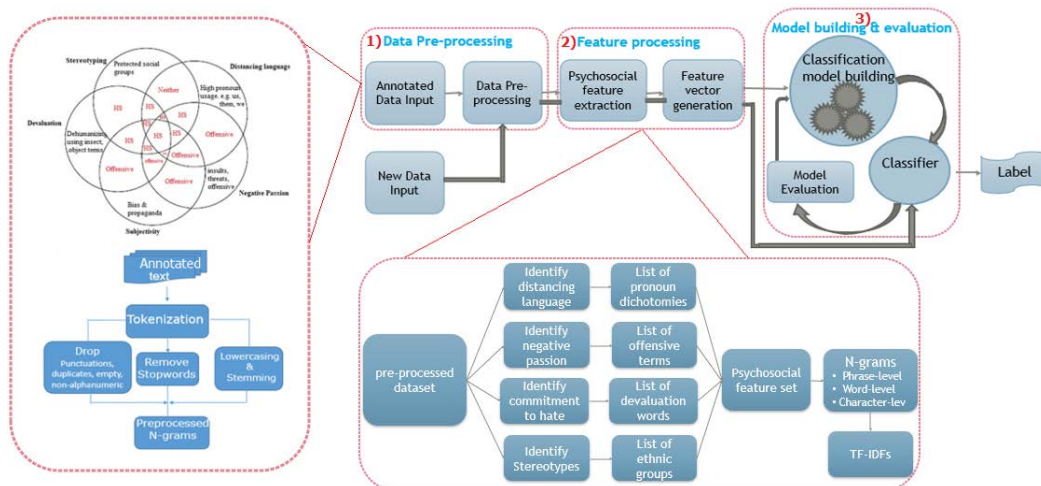 1) Data Pre-processing
2) Feature processing
3)
Model building & evaluation
Annotated
Data Input
Data Pre-
processing
Psychosocial
feature
extraction
Feature
vector
generation
Classification
model building
New Data
Input
Model
Evaluation
Classifier
Label
Stereotyping
Protected social
groups
Distancing language
Neither
High pronoun
usage. e.g. us,
them, we
HS
HS
HS
HS
Devaluation
Dehumanizing
using insect,
object terms
HS
HS
HS
HS
Offensive
offensive
Offensive
Offensive
Offensive
insults,
threats,
offensive
Negative Passion
Bias &
propaganda
Subjectivity
Annotated
text
Tokenization
Drop
Punctuations,
duplicates, empty,
non-alphanumeric
Remove
Stopwords
Lowercasing
&
Stemming
Preprocessed
N-grams
pre-processed
dataset
Identify
distancing
language
List of
pronoun
dichotomies
Identify
negative
passion
List of
offensive
terms
Identify
commitment
to hate
List of
devaluation
words
Identify
Stereotypes
List of
ethnic
groups
Psychosocial
feature set
N-grams
• Phrase-level
• Word-level
• Character-lev
TF-IDFs